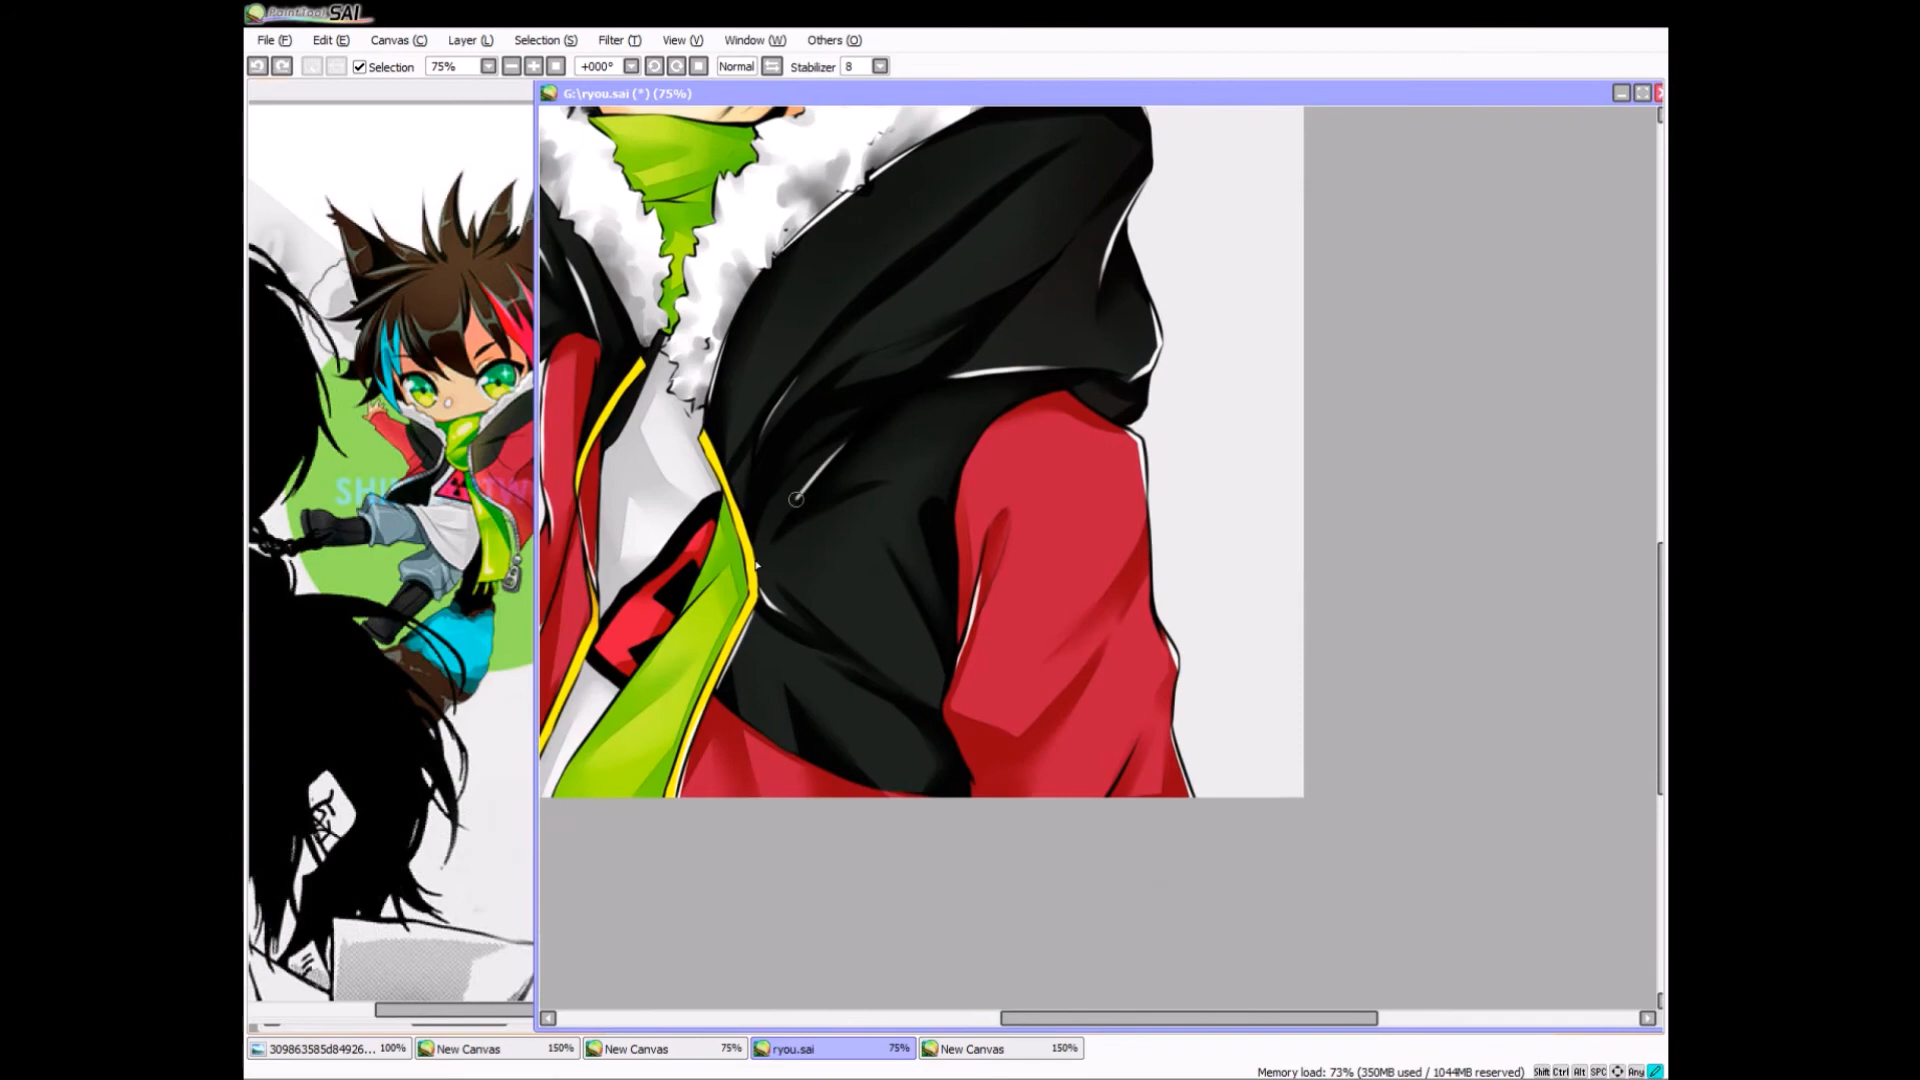 PaintTool SAI
File (F) Edit (E) Canvas (C) Layer (L) Selection (S) Filter (T) View (V) Window (W) Others (O)
Selection 75% +000° Normal Stabilizer 8
G:\ryou.sai (*) (75%)
309863585d84926... 100% New Canvas 150% New Canvas 75% ryou.sai 75% New Canvas 150%
Memory load: 73% (350MB used / 1044MB reserved) Shift Ctrl Alt SPC Any